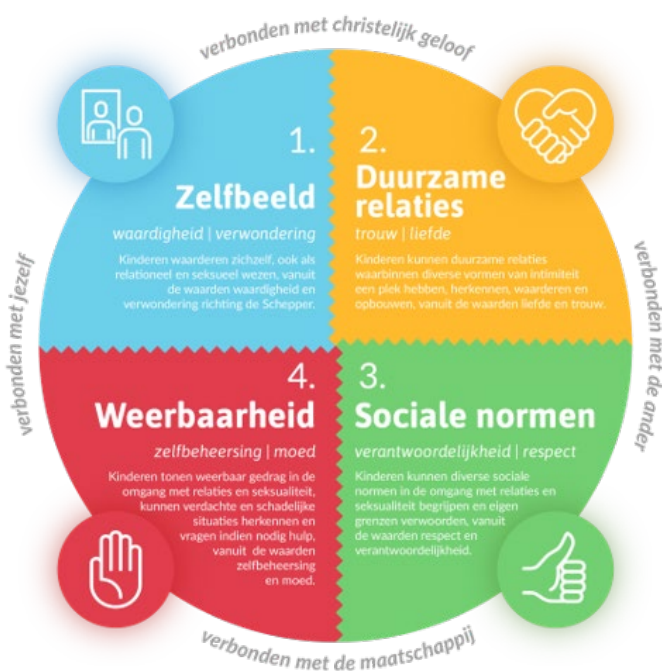 verbonden met christelijk geloof
1.
Zelfbeeld
waardigheid | verwondering
Kinderen waarderen zichzelf, ook als
relationeel en seksueel wezen, vanuit
de waarden waardigheid en
verwondering richting de Schepper.
2.
Duurzame
relaties
trouw | liefde
Kinderen kunnen duurzame relaties
waarbinnen diverse vormen van intimiteit
een plek hebben, herkennen, waarderen en
opbouwen, vanuit de waarden liefde en trouw.
verbonden met jezelf
verbonden met de ander
4.
Weerbaarheid
zelfbeheersing | moed
Kinderen tonen weerbaar gedrag in de
omgang met relaties en seksualiteit,
kunnen verdachte en schadelijke
situaties herkennen en
vragen indien nodig hulp,
vanuit de waarden
zelfbeheersing
en moed.
3.
Sociale normen
verantwoordelijkheid | respect
Kinderen kunnen diverse sociale
normen in de omgang met relaties en
seksualiteit begrijpen en eigen
grenzen verwoorden, vanuit
de waarden respect en
verantwoordelijkheid.
verbonden met de maatschappij